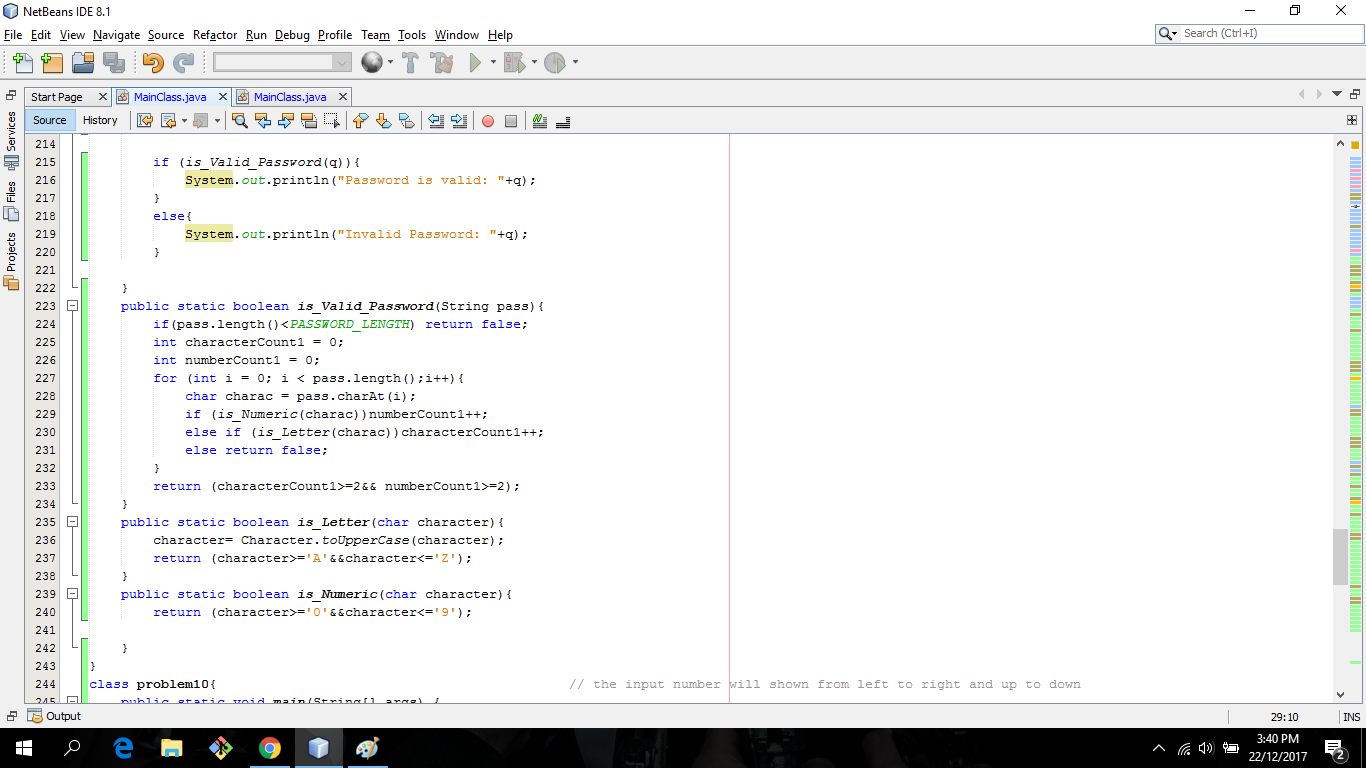 NetBeans IDE 8.1
File Edit View Navigate Source Refactor Run Debug Profile Team Tools Window Help
Search (Ctrl+I)
Start Page MainClass.java MainClass.java
Source History
Services
Files
Projects
214
215 if (is_Valid_Password(q)){
216 System.out.println("Password is valid: "+q);
217 }
218 else{
219 System.out.println("Invalid Password: "+q);
220 }
221
222 }
223 public static boolean is_Valid_Password(String pass){
224 if(pass.length()<PASSWORD_LENGTH) return false;
225 int characterCount1 = 0;
226 int numberCount1 = 0;
227 for (int i = 0; i < pass.length();i++){
228 char charac = pass.charAt(i);
229 if (is_Numeric(charac))numberCount1++;
230 else if (is_Letter(charac))characterCount1++;
231 else return false;
232 }
233 return (characterCount1>=2&& numberCount1>=2);
234 }
235 public static boolean is_Letter(char character){
236 character= Character.toUpperCase(character);
237 return (character>='A'&&character<='Z');
238 }
239 public static boolean is_Numeric(char character){
240 return (character>='0'&&character<='9');
241
242 }
243 }
244 class problem10{ // the input number will shown from left to right and up to down
245 public static void main(String[] args) {
Output
29:10 INS
3:40 PM
22/12/2017
2